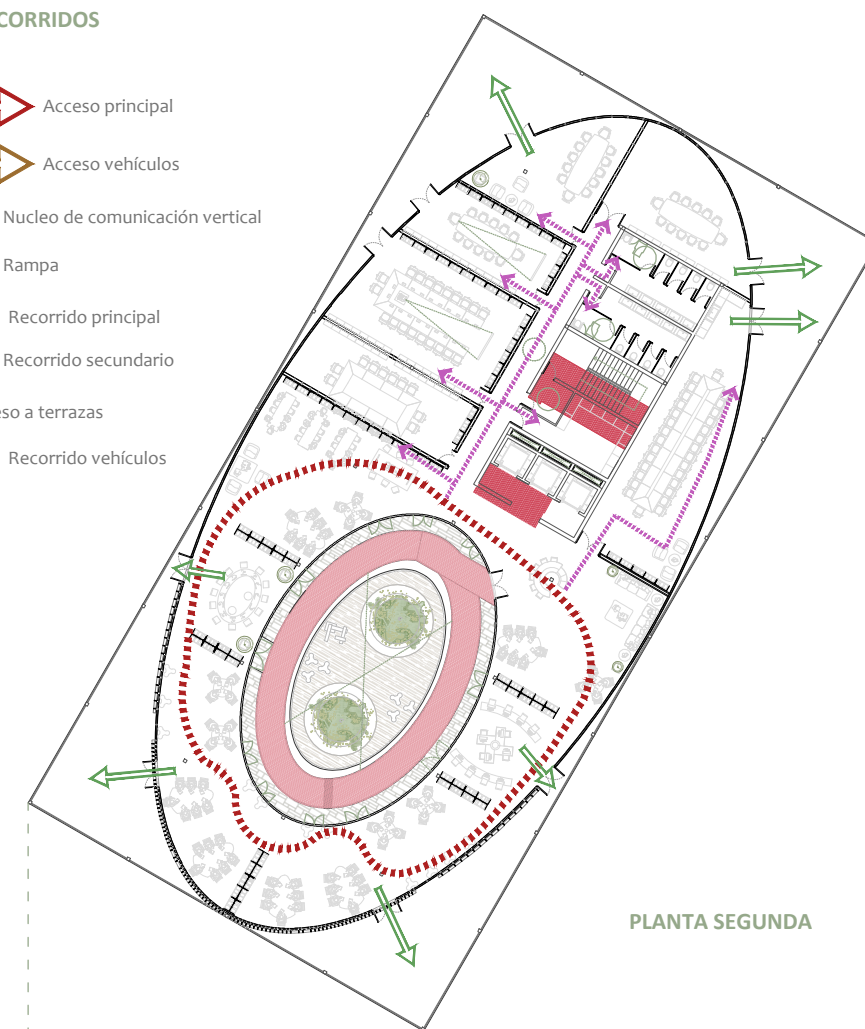 CORRIDOS
Acceso principal
Acceso vehículos
Nucleo de comunicación vertical
Rampa
Recorrido principal
Recorrido secundario
eso a terrazas
Recorrido vehículos
PLANTA SEGUNDA